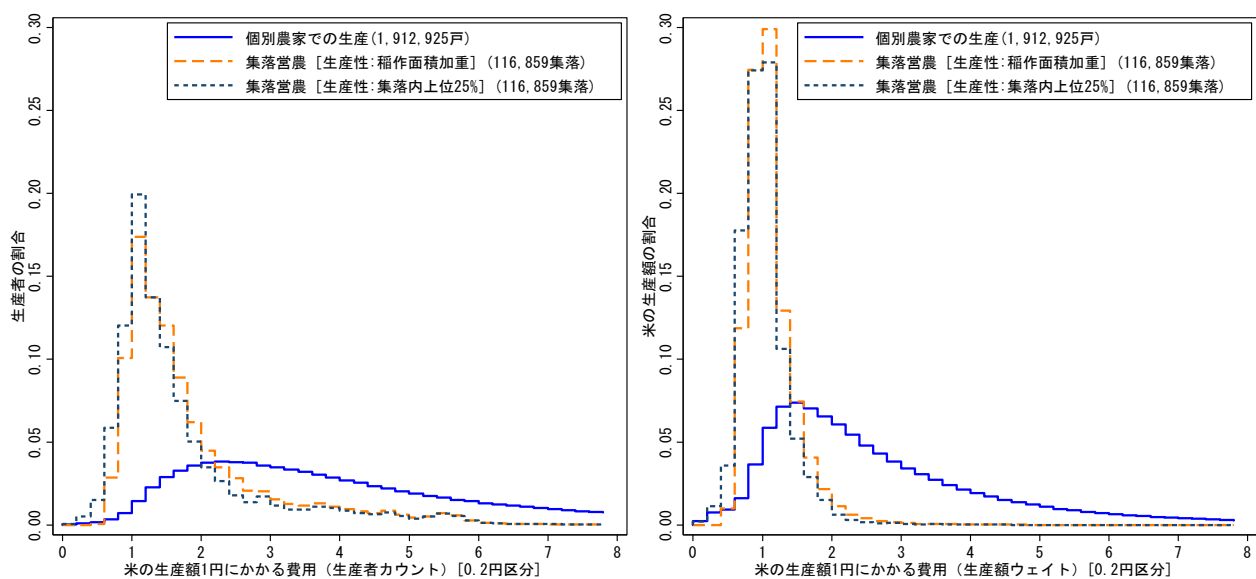 個別農家での生産(1,912,925戸)
集落営農 [生産性:稲作面積加重] (116,859集落)
集落営農 [生産性:集落内上位25%] (116,859集落)
生産者の割合
0.30
0.25
0.20
0.15
0.10
0.05
0.00
0 1 2 3 4 5 6 7 8
米の生産額1円にかかる費用（生産者カウント）[0.2円区分]
個別農家での生産(1,912,925戸)
集落営農 [生産性:稲作面積加重] (116,859集落)
集落営農 [生産性:集落内上位25%] (116,859集落)
米の生産額の割合
0.30
0.25
0.20
0.15
0.10
0.05
0.00
0 1 2 3 4 5 6 7 8
米の生産額1円にかかる費用（生産額ウェイト）[0.2円区分]